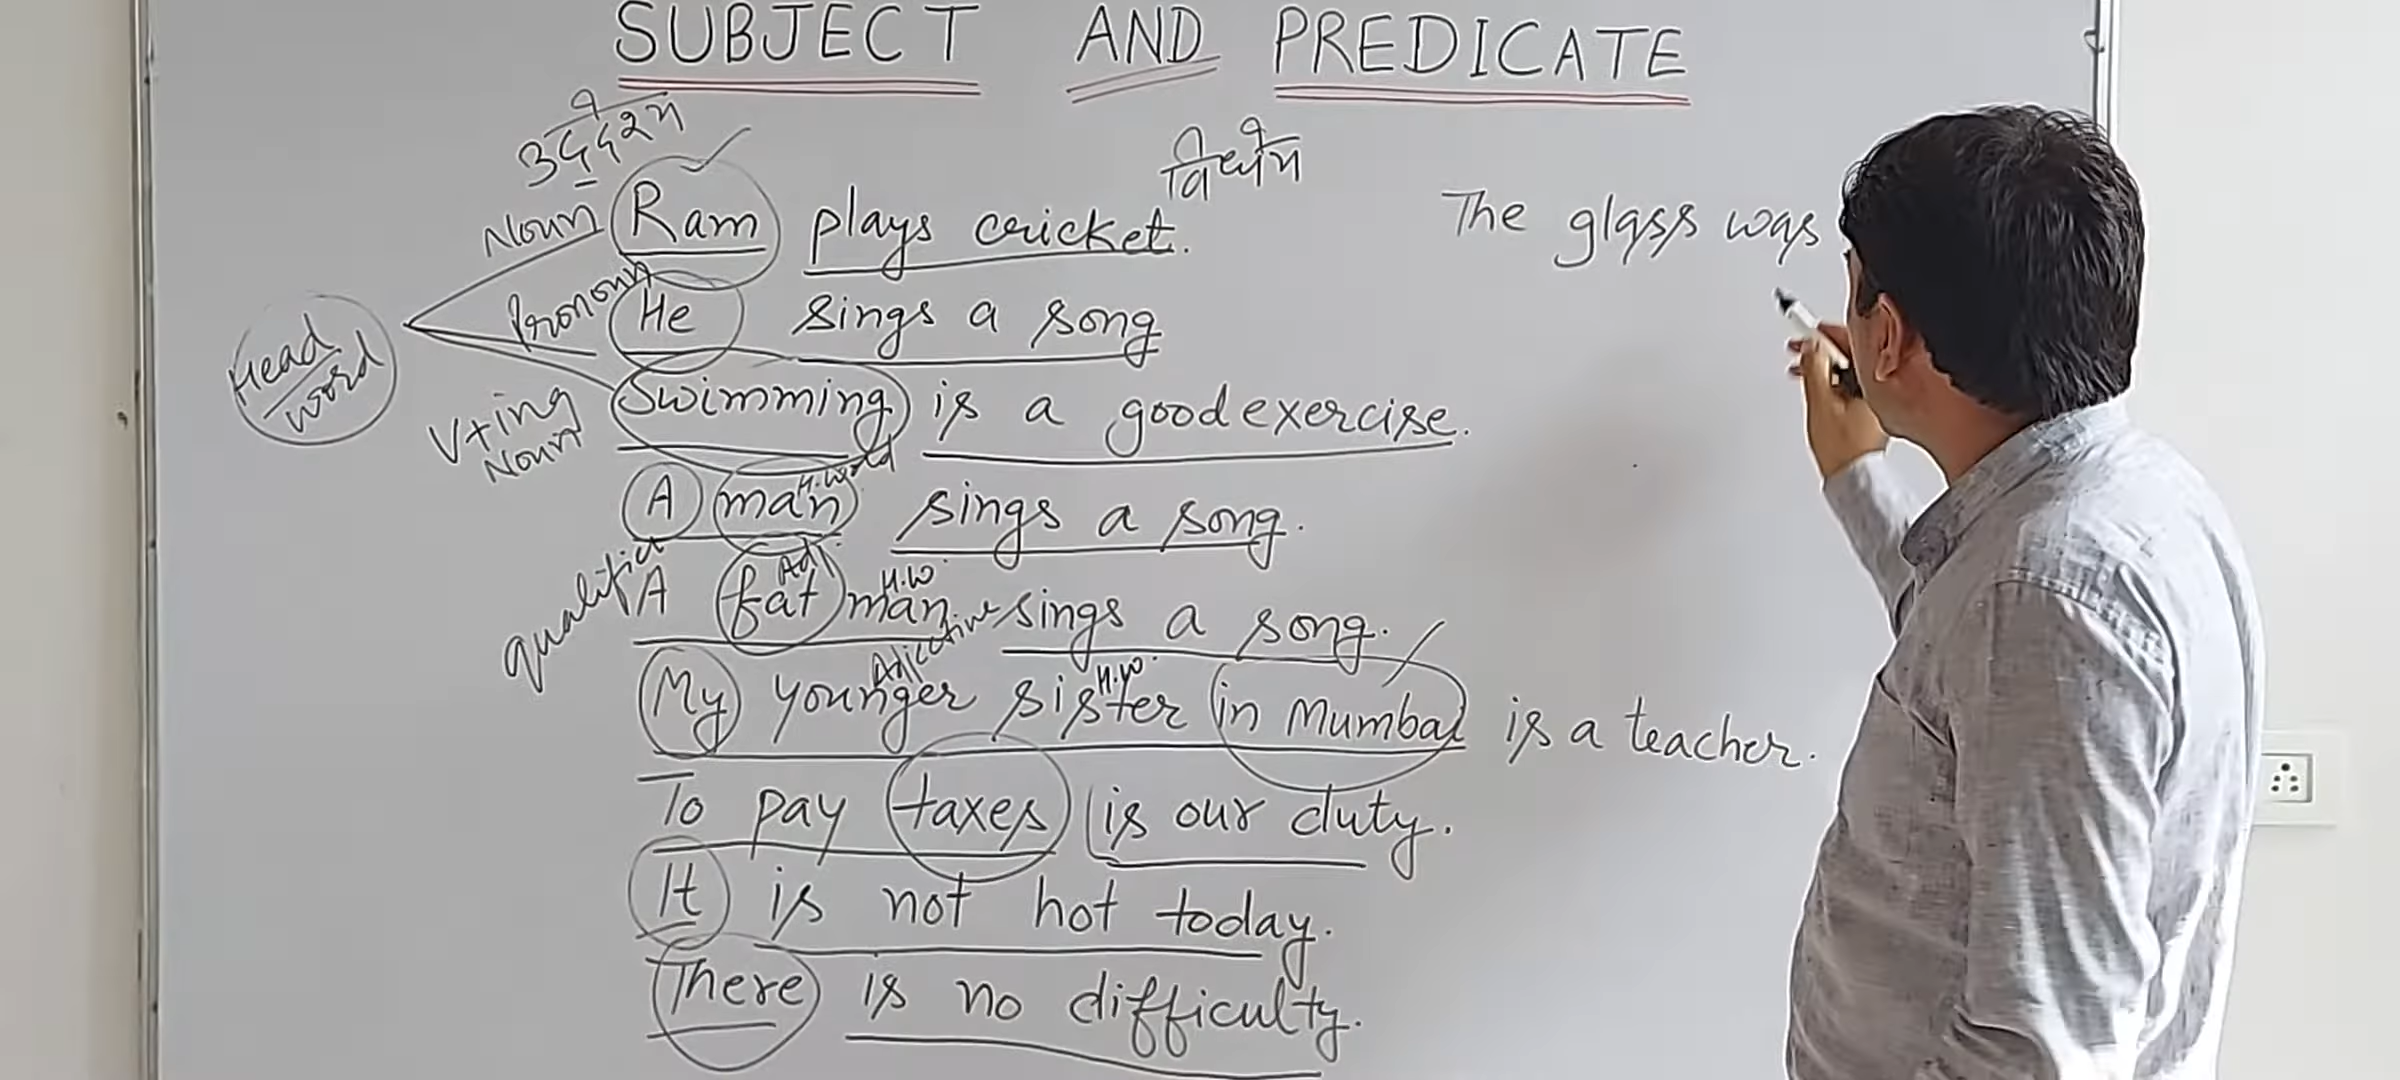 SUBJECT AND PREDICATE
उद्देश्य
विधेय
Noun Ram plays cricket.
The glass was
Pronoun He sings a song
Head word
V+ing Noun Swimming is a good exercise.
H. word
A man sings a song.
Adj. H.W.
A fat man sings a song.
Adjective H.W.
My younger sister in Mumbai is a teacher.
To pay taxes is our duty.
It is not hot today.
There is no difficulty.